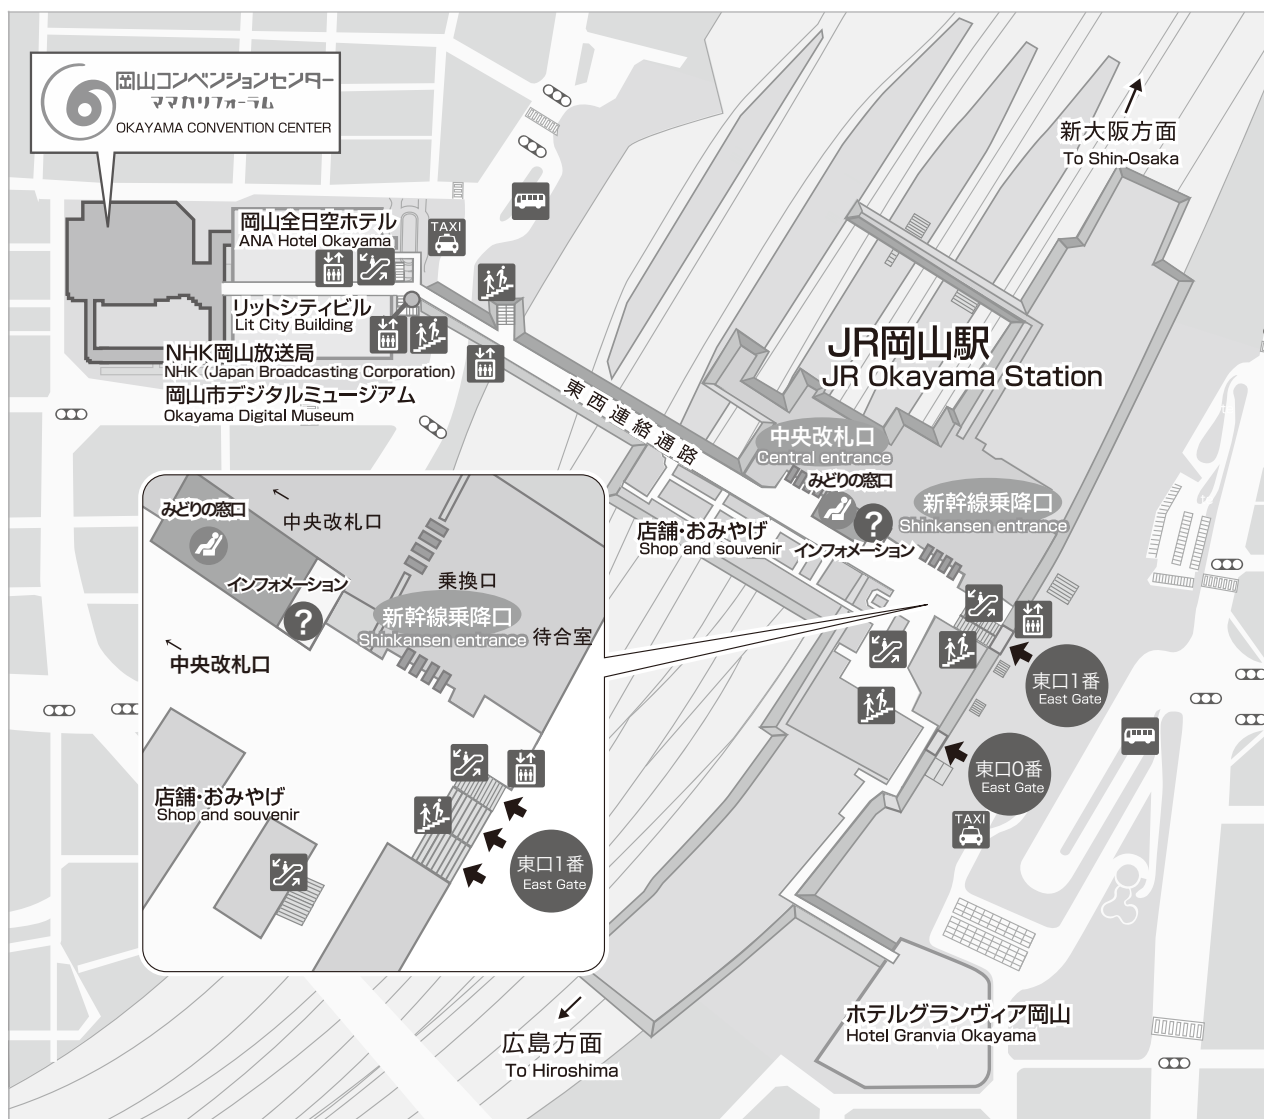 岡山コンベンションセンター
ママカリフォーラム
OKAYAMA CONVENTION CENTER
新大阪方面
To Shin-Osaka
岡山全日空ホテル
ANA Hotel Okayama
TAXI
リットシティビル
Lit City Building
NHK岡山放送局
NHK (Japan Broadcasting Corporation)
岡山市デジタルミュージアム
Okayama Digital Museum
JR岡山駅
JR Okayama Station
東西連絡通路
中央改札口
Central entrance
みどりの窓口
新幹線乗降口
Shinkansen entrance
店舗・おみやげ
Shop and souvenir
インフォメーション
?
東口1番
East Gate
東口0番
East Gate
TAXI
ホテルグランヴィア岡山
Hotel Granvia Okayama
広島方面
To Hiroshima
みどりの窓口
中央改札口
インフォメーション
?
乗換口
新幹線乗降口
Shinkansen entrance
待合室
中央改札口
店舗・おみやげ
Shop and souvenir
東口1番
East Gate